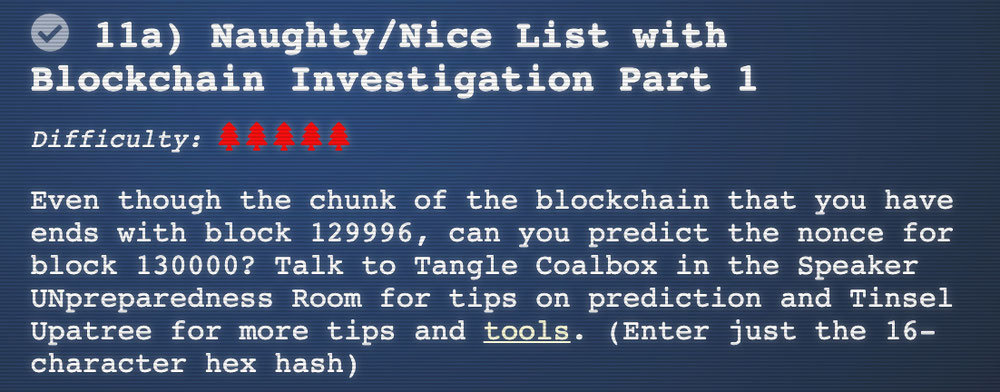 11a) Naughty/Nice List with
Blockchain Investigation Part 1
Difficulty:
Even though the chunk of the blockchain that you have
ends with block 129996, can you predict the nonce for
block 130000? Talk to Tangle Coalbox in the Speaker
UNpreparedness Room for tips on prediction and Tinsel
Upatree for more tips and tools. (Enter just the 16-
character hex hash)